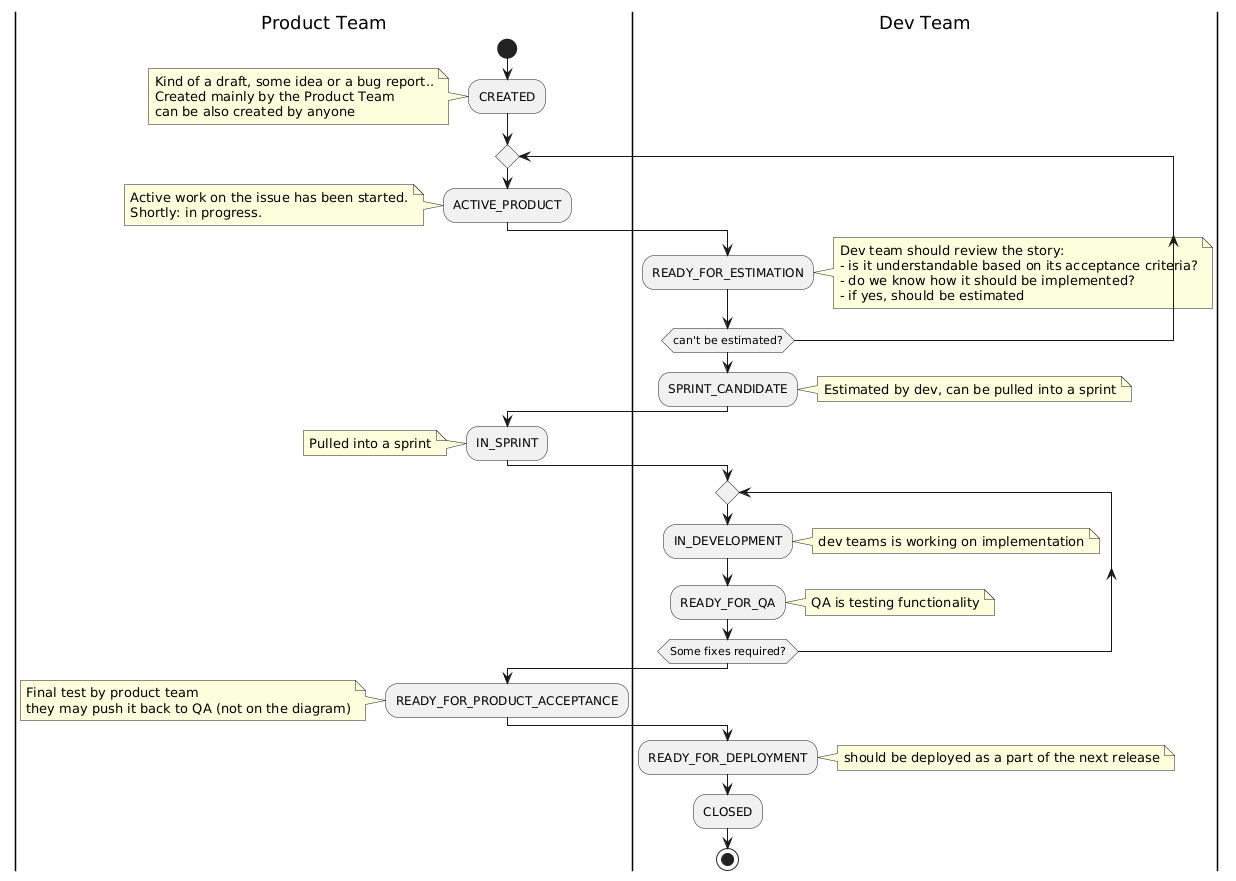 Product Team
Dev Team
Kind of a draft, some idea or a bug report..
Created mainly by the Product Team
can be also created by anyone
CREATED
Active work on the issue has been started.
Shortly: in progress.
ACTIVE_PRODUCT
READY_FOR_ESTIMATION
Dev team should review the story:
- is it understandable based on its acceptance criteria?
- do we know how it should be implemented?
- if yes, should be estimated
can't be estimated?
SPRINT_CANDIDATE
Estimated by dev, can be pulled into a sprint
Pulled into a sprint
IN_SPRINT
IN_DEVELOPMENT
dev teams is working on implementation
READY_FOR_QA
QA is testing functionality
Some fixes required?
Final test by product team
they may push it back to QA (not on the diagram)
READY_FOR_PRODUCT_ACCEPTANCE
READY_FOR_DEPLOYMENT
should be deployed as a part of the next release
CLOSED